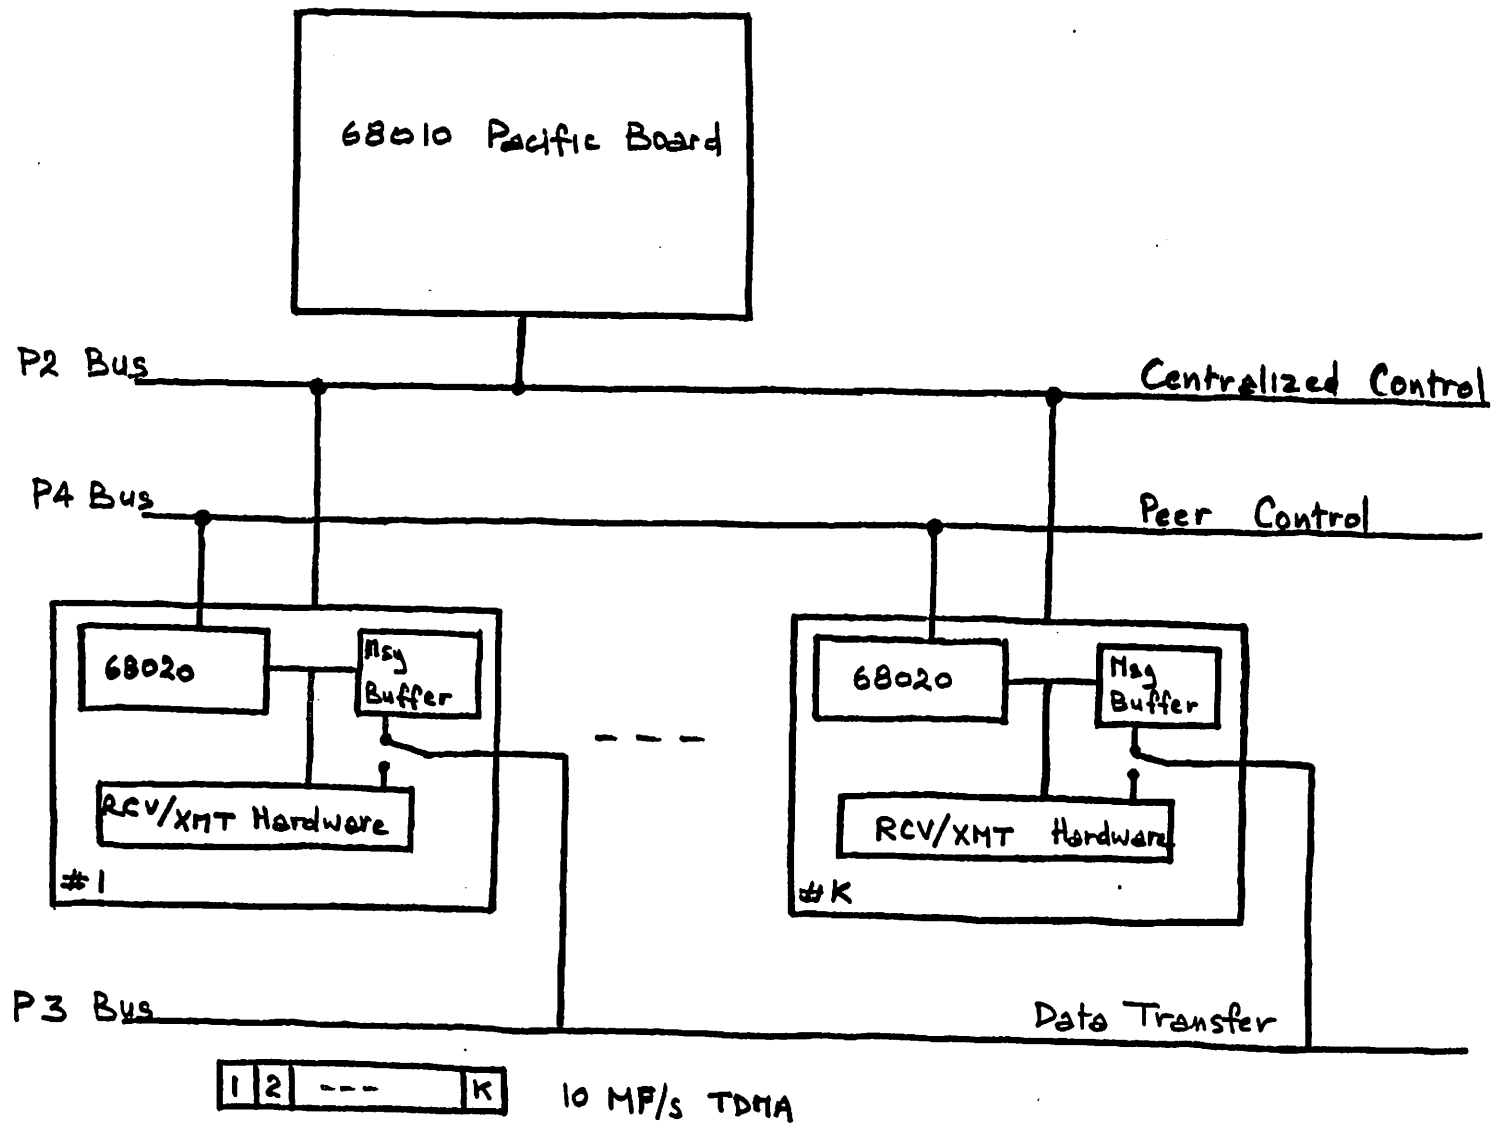 68010 Pacific Board
P2 Bus
Centralized Control
P4 Bus
Peer Control
68020
Msg
Buffer
RCV/XMT Hardware
#1
68020
Msg
Buffer
RCV/XMT Hardware
#K
- - -
P3 Bus
Data Transfer
1 2 --- K
10 MF/s TDMA